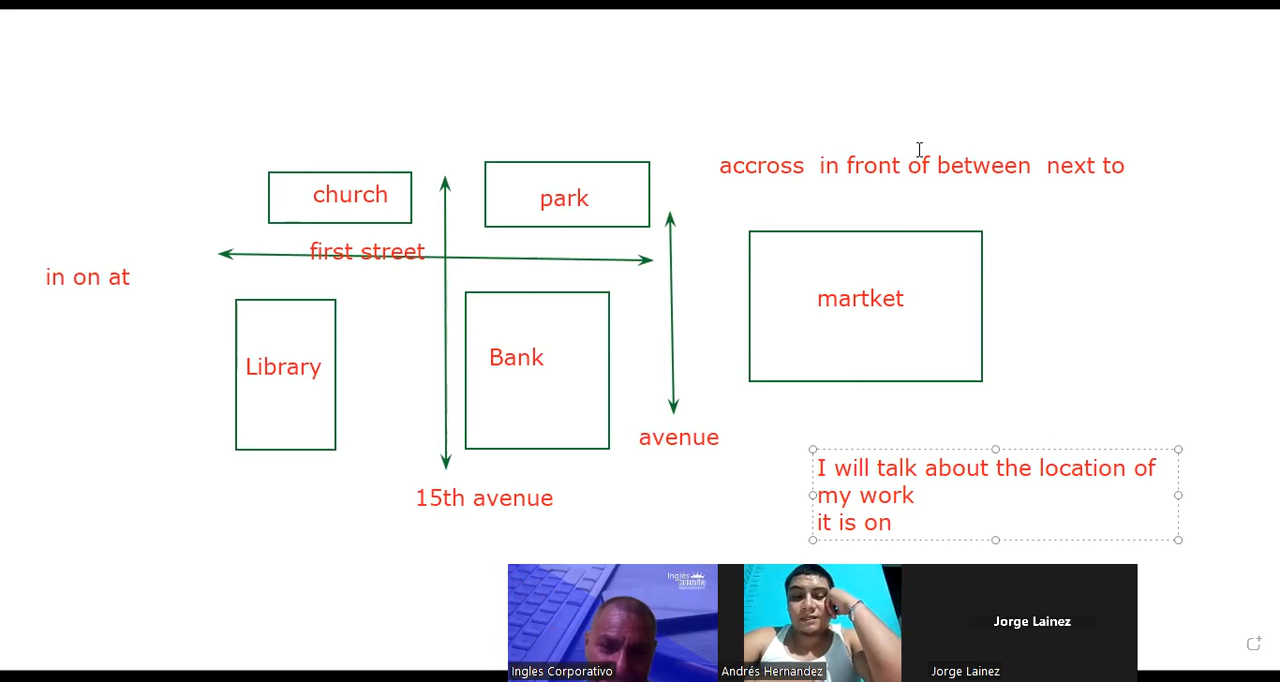 accross in front of between next to
church
park
first street
in on at
martket
Library
Bank
avenue
I will talk about the location of
my work
it is on
15th avenue
Inglés
Corporativo
Jorge Lainez
Ingles Corporativo
Andrés Hernandez
Jorge Lainez